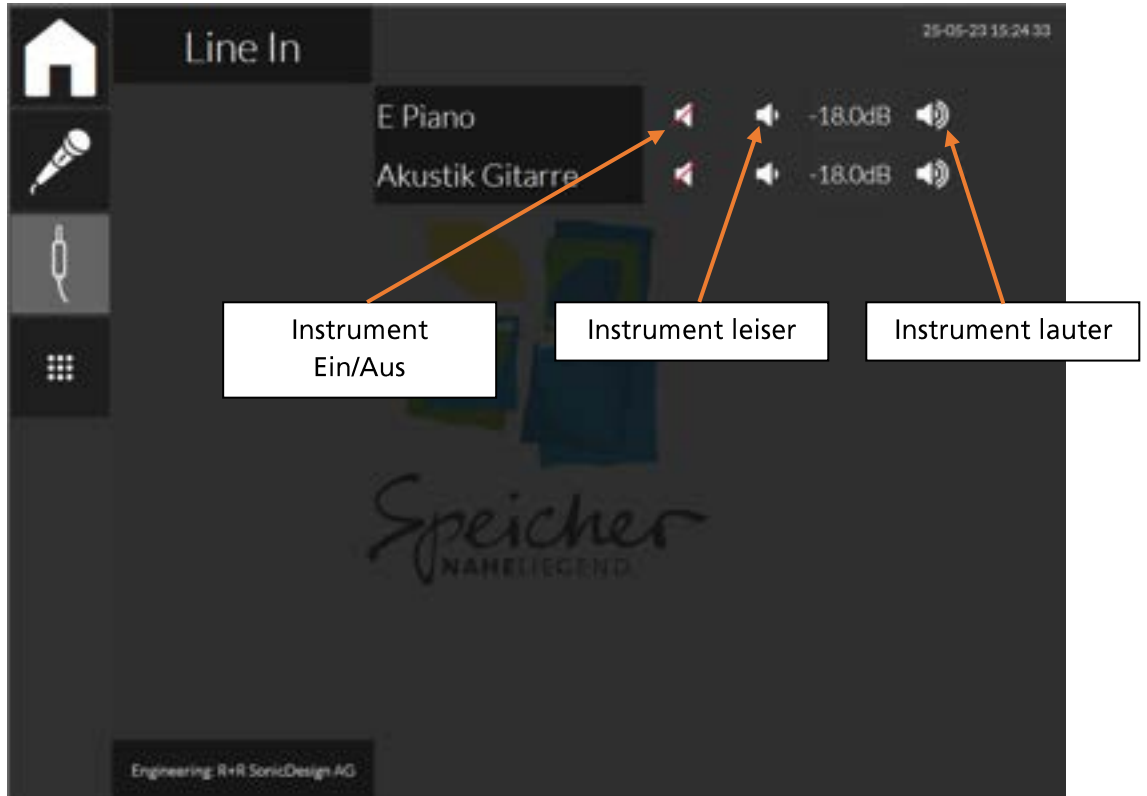 Line In
25-05-23 15:24:33
E Piano
-18.0dB
Akustik Gitarre
-18.0dB
Instrument
Ein/Aus
Instrument leiser
Instrument lauter
Speicher
NAHELIEGEND.
Engineering: R+R SonicDesign AG